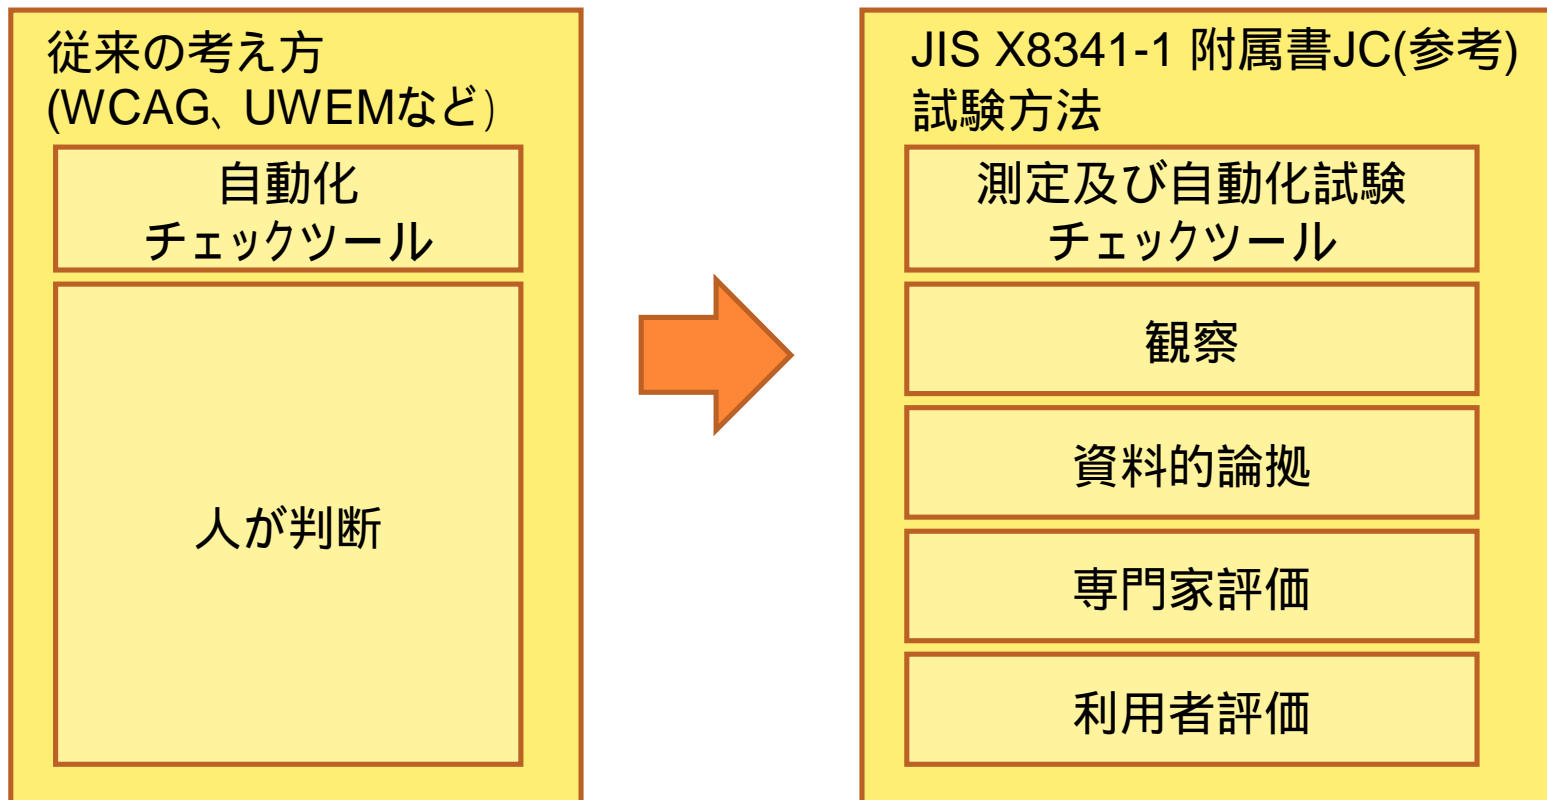 従来の考え方
(WCAG、UWEMなど)
自動化
チェックツール
人が判断
JIS X8341-1 附属書JC(参考)
試験方法
測定及び自動化試験
チェックツール
観察
資料的論拠
専門家評価
利用者評価